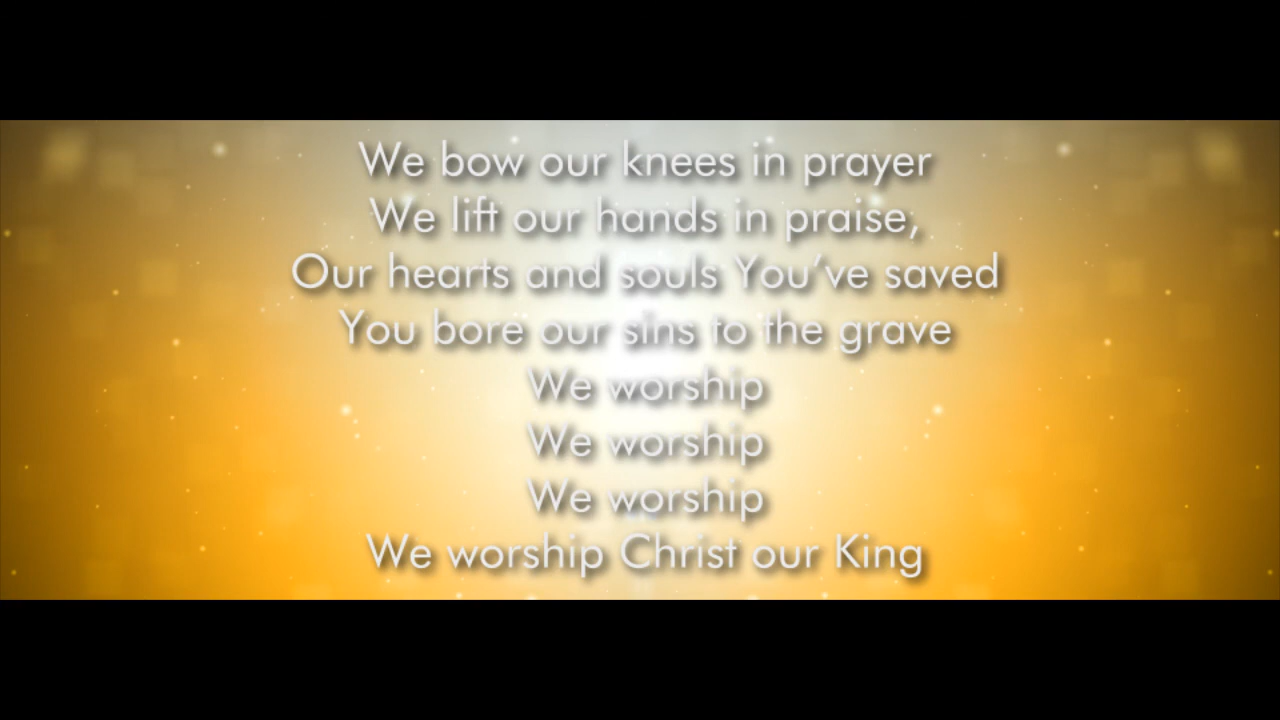 We bow our knees in prayer
We lift our hands in praise,
Our hearts and souls You've saved
You bore our sins to the grave
We worship
We worship
We worship
We worship Christ our King